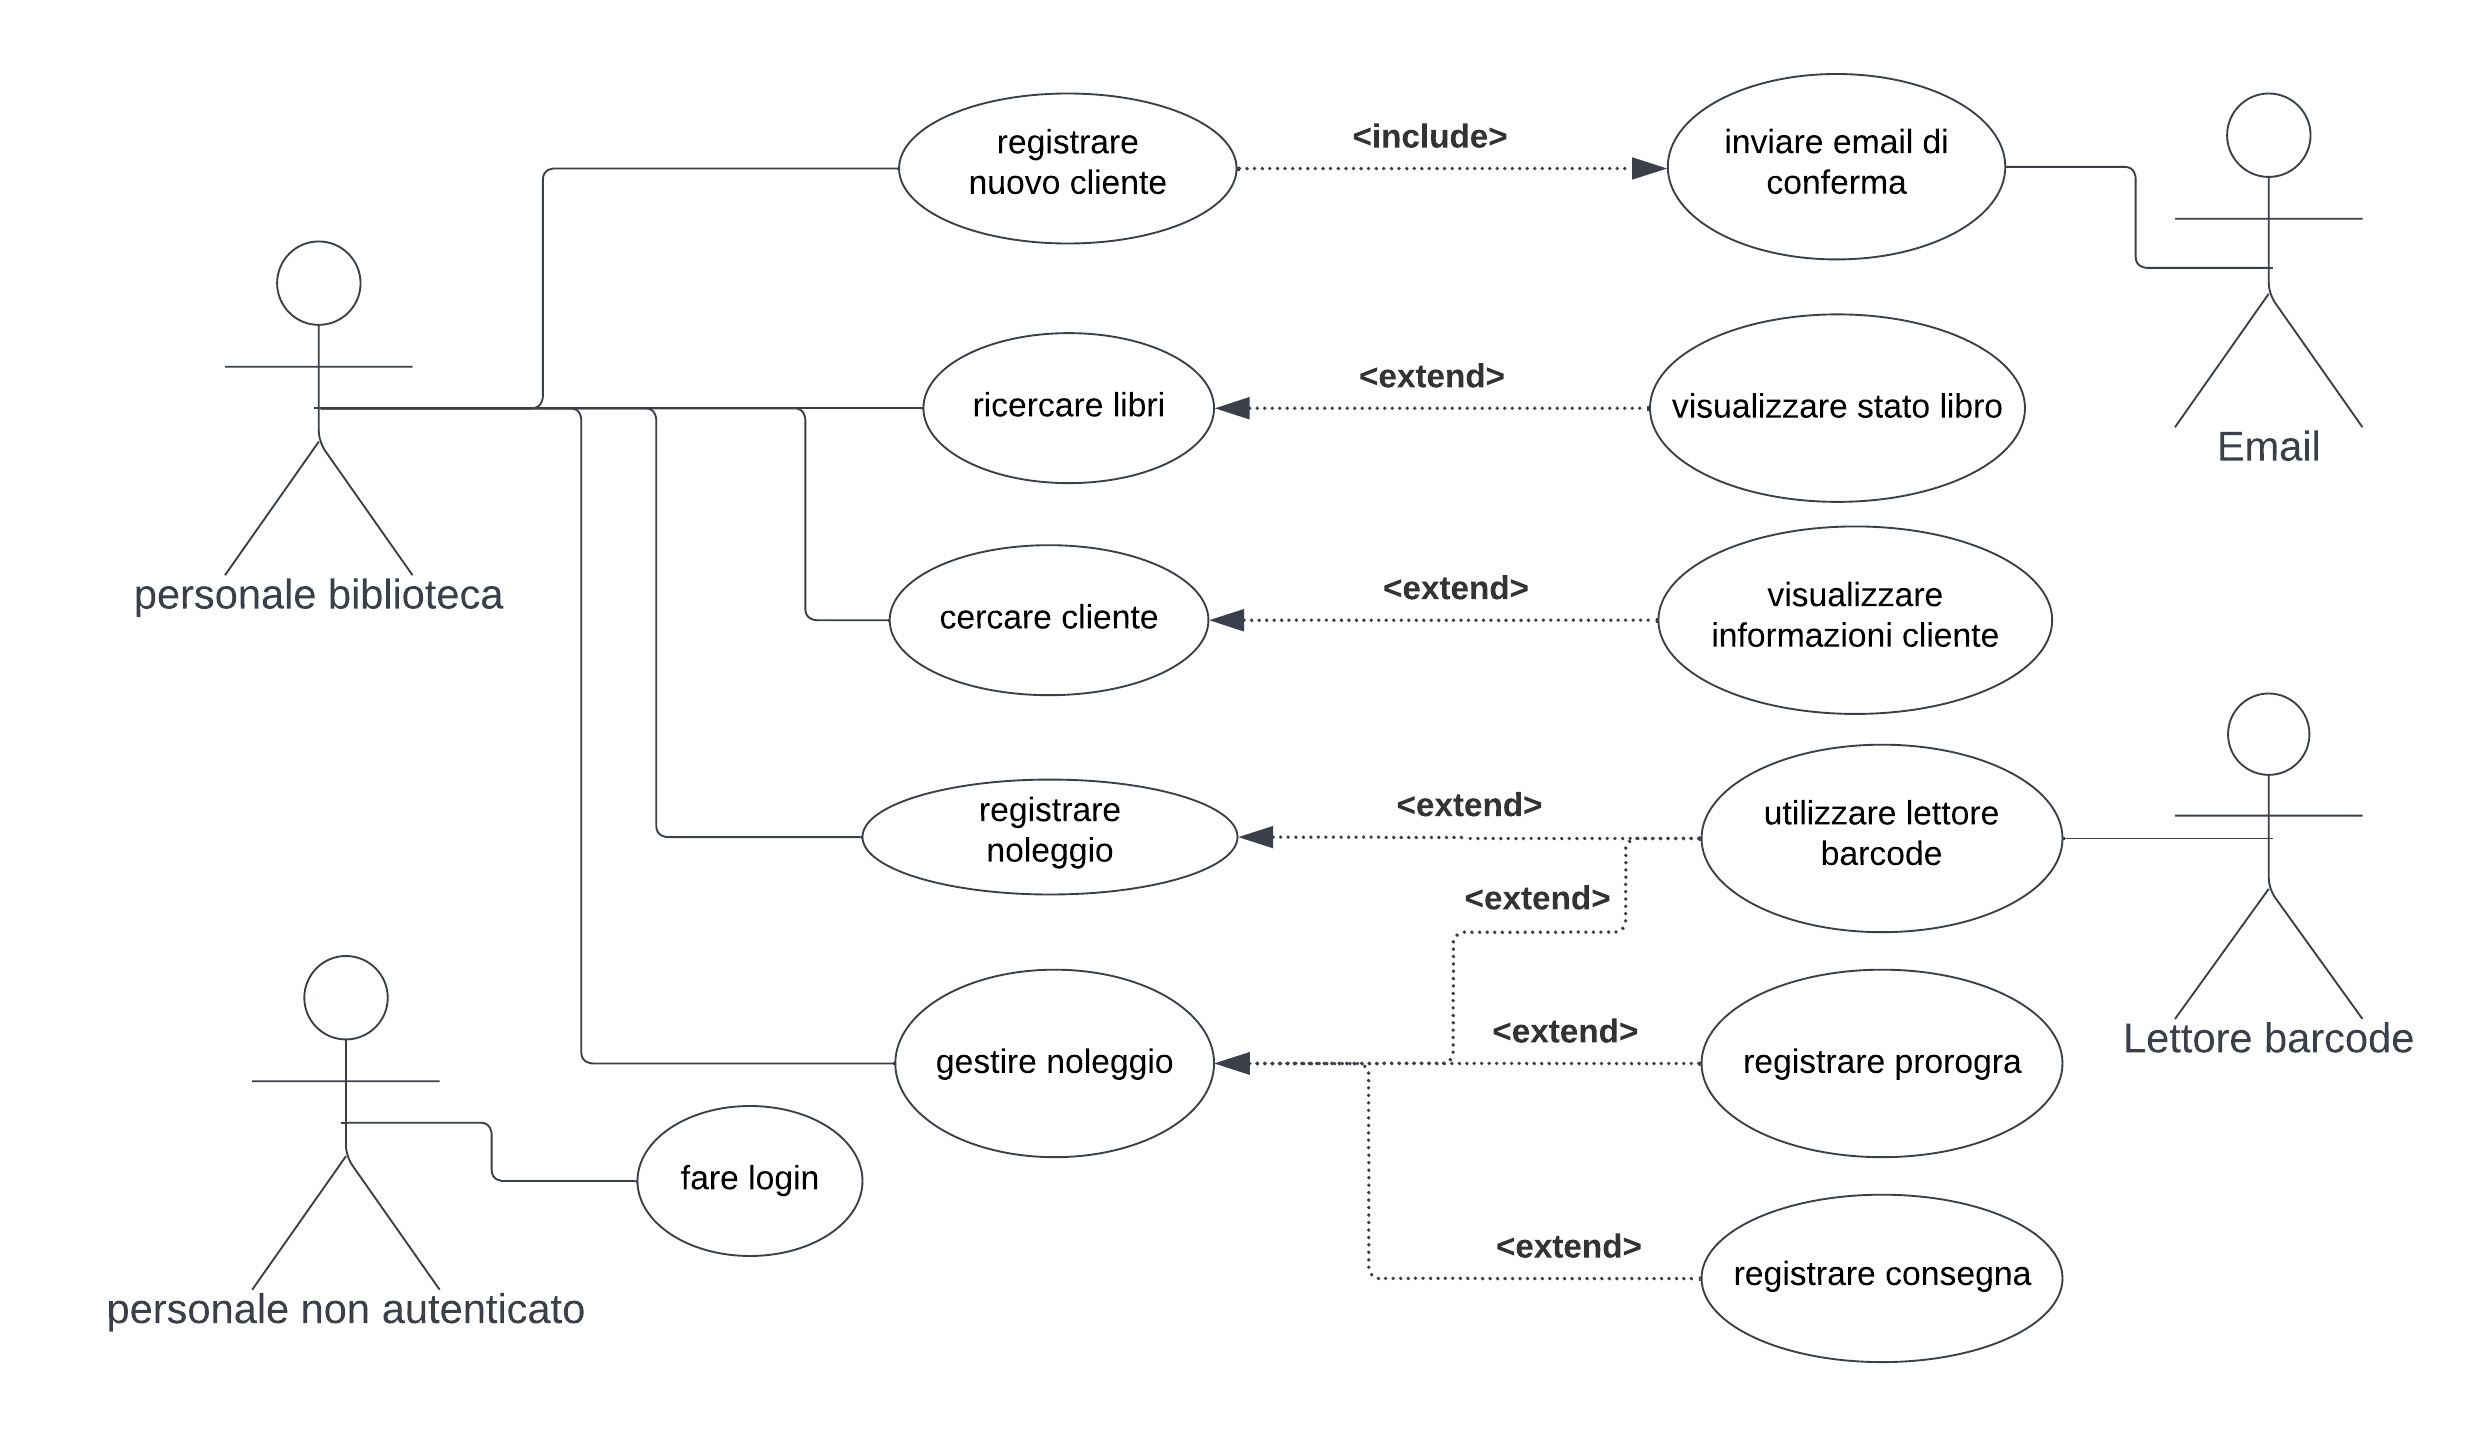 registrare
nuovo cliente
<include>
inviare email di
conferma
Email
ricercare libri
<extend>
visualizzare stato libro
personale biblioteca
cercare cliente
<extend>
visualizzare
informazioni cliente
registrare
noleggio
<extend>
utilizzare lettore
barcode
Lettore barcode
<extend>
gestire noleggio
<extend>
registrare prorogra
fare login
personale non autenticato
<extend>
registrare consegna